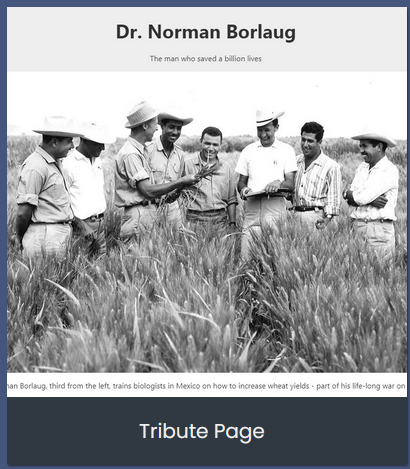 Dr. Norman Borlaug
The man who saved a billion lives
man Borlaug, third from the left, trains biologists in Mexico on how to increase wheat yields - part of his life-long war on
Tribute Page